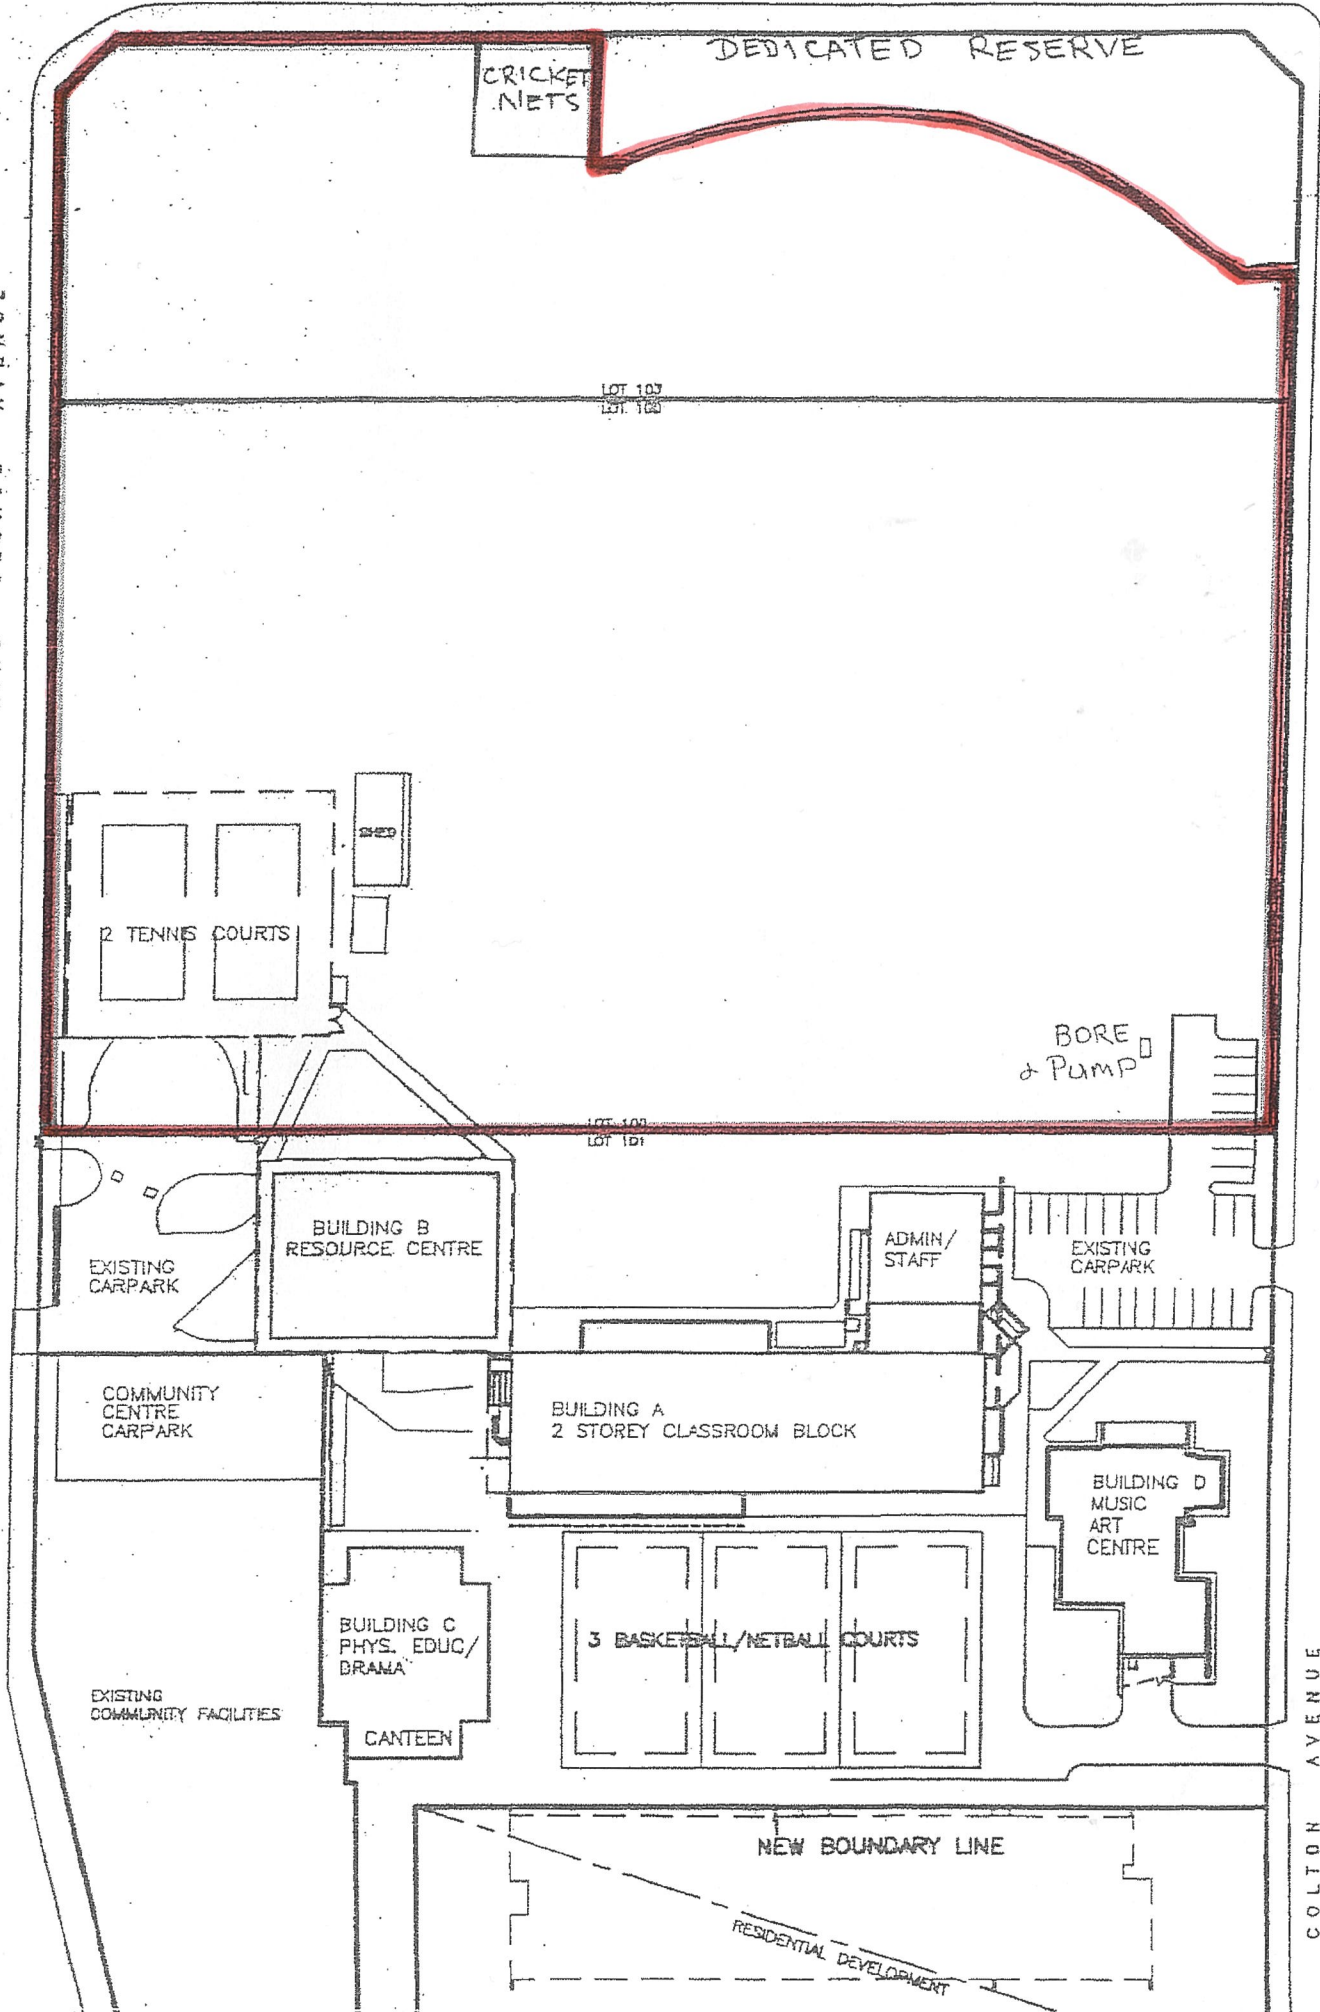 DEDICATED RESERVE
CRICKET
NETS
LOT 103
LOT 100
SHED
2 TENNIS COURTS
BORE
& PUMP
LOT 100
LOT 101
BUILDING B
RESOURCE CENTRE
ADMIN/
STAFF
EXISTING
CARPARK
EXISTING
CARPARK
COMMUNITY
CENTRE
CARPARK
BUILDING A
2 STOREY CLASSROOM BLOCK
BUILDING D
MUSIC
ART
CENTRE
BUILDING C
PHYS. EDUC/
DRAMA
3 BASKETBALL/NETBALL COURTS
EXISTING
COMMUNITY FACILITIES
CANTEEN
COLTON AVENUE
NEW BOUNDARY LINE
RESIDENTIAL DEVELOPMENT